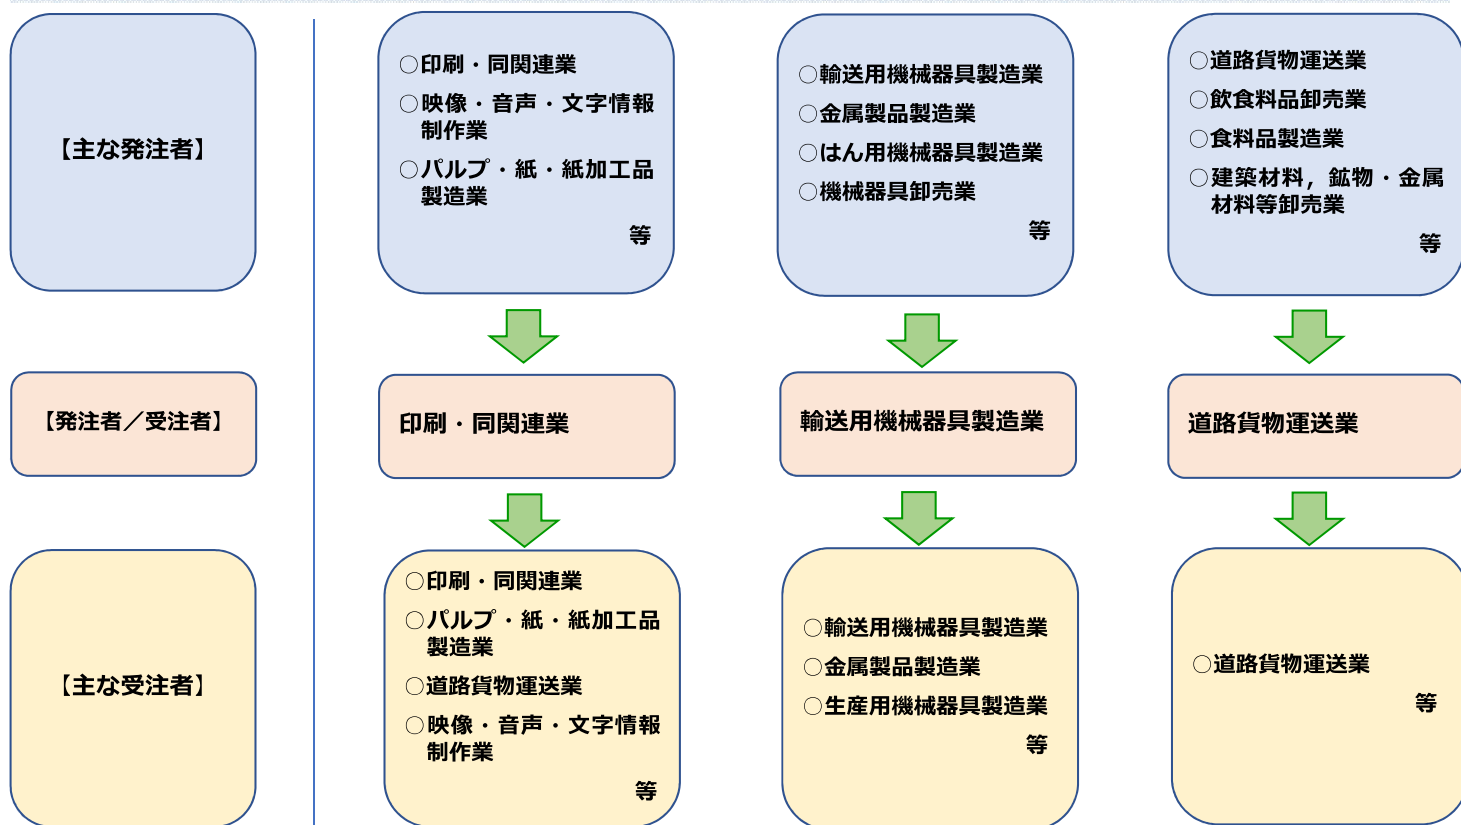 【主な発注者】
○印刷・同関連業
○映像・音声・文字情報
制作業
○パルプ・紙・紙加工品
製造業
等
○輸送用機械器具製造業
○金属製品製造業
○はん用機械器具製造業
○機械器具卸売業
等
○道路貨物運送業
○飲食料品卸売業
○食料品製造業
○建築材料，鉱物・金属
材料等卸売業
等
【発注者／受注者】
印刷・同関連業
輸送用機械器具製造業
道路貨物運送業
【主な受注者】
○印刷・同関連業
○パルプ・紙・紙加工品
製造業
○道路貨物運送業
○映像・音声・文字情報
制作業
等
○輸送用機械器具製造業
○金属製品製造業
○生産用機械器具製造業
等
○道路貨物運送業
等